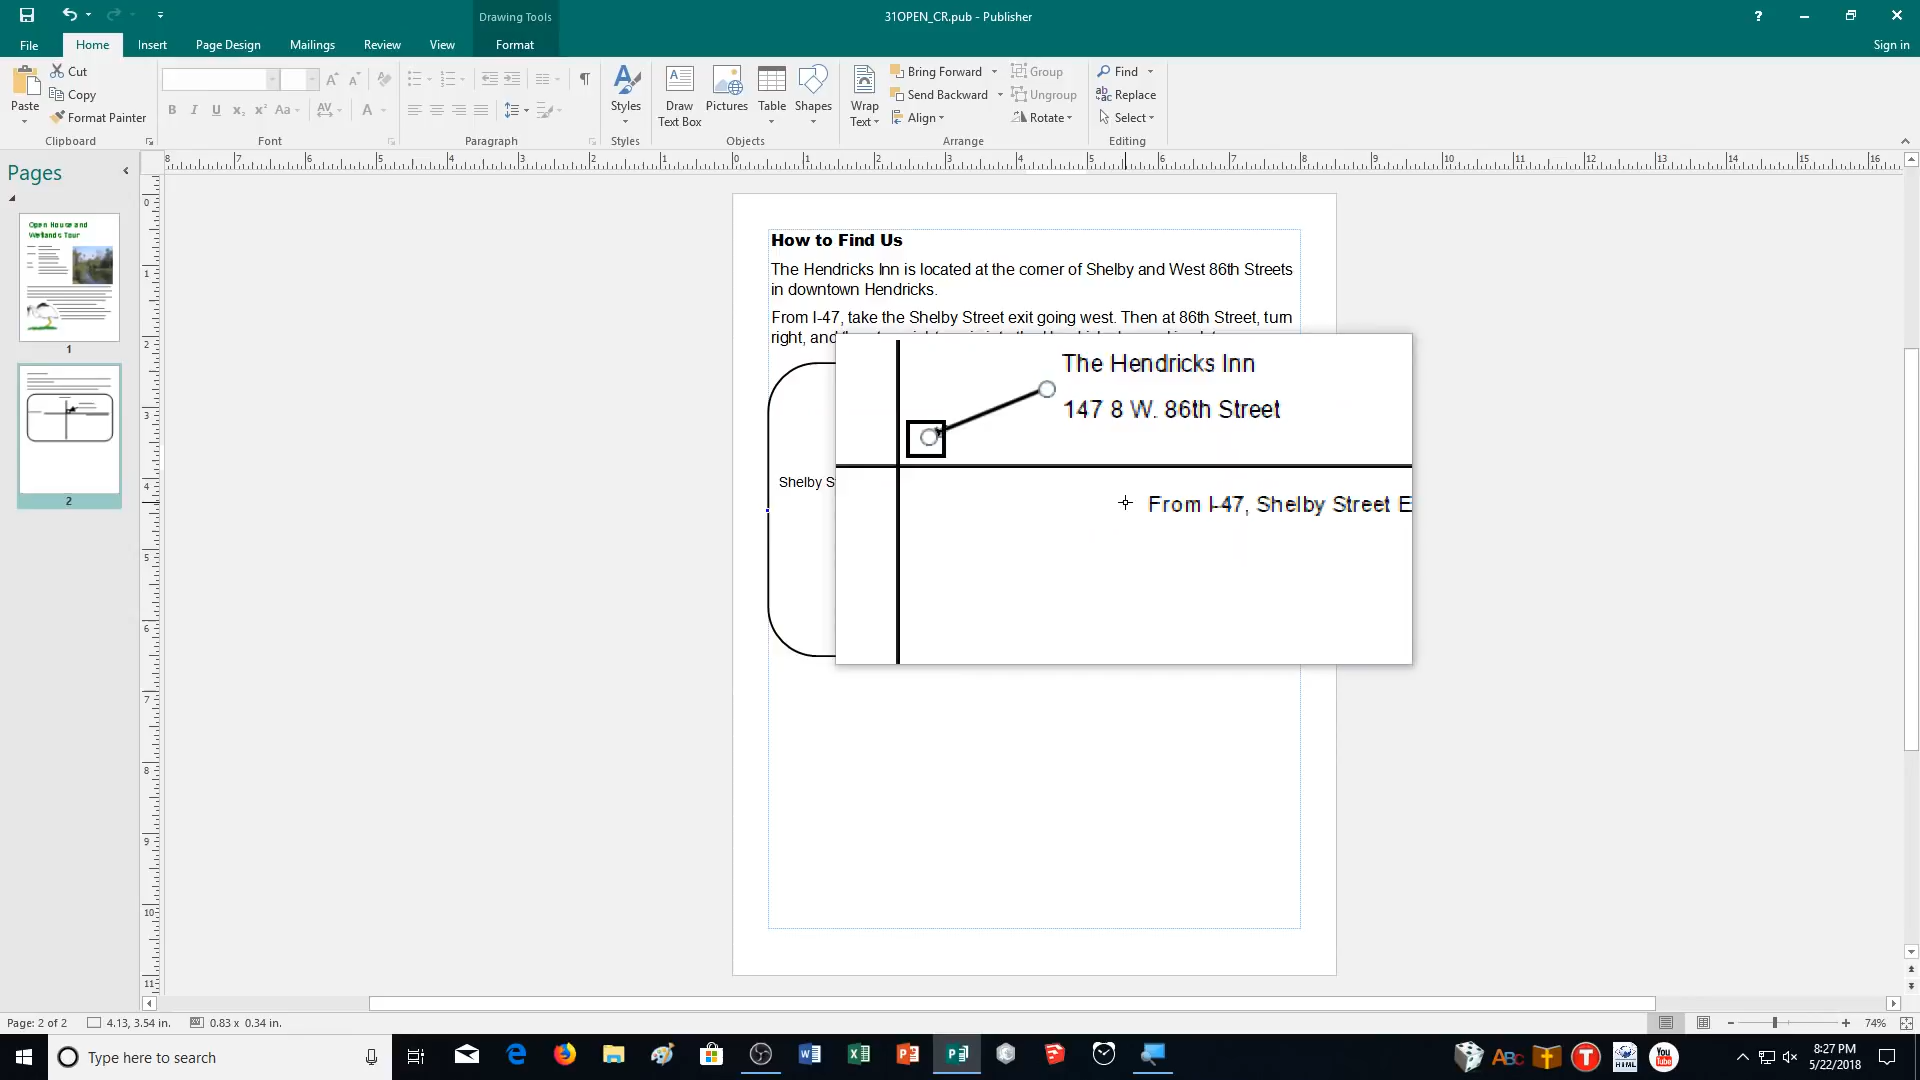 Drawing Tools
31OPEN_CR.pub - Publisher
?
File
Home
Insert
Page Design
Mailings
Review
View
Format
Sign in
Paste
Cut
Copy
Format Painter
Clipboard
Font
Paragraph
Styles
Styles
Draw
Text Box
Pictures
Table
Shapes
Objects
Wrap
Text
Bring Forward
Send Backward
Align
Group
Ungroup
Rotate
Arrange
Find
Replace
Select
Editing
Pages
Open House and
Wetlands Tour
1
2
How to Find Us
The Hendricks Inn is located at the corner of Shelby and West 86th Streets
in downtown Hendricks.
From I-47, take the Shelby Street exit going west. Then at 86th Street, turn
right, and
Shelby S
The Hendricks Inn
147 8 W. 86th Street
From I-47, Shelby Street E
Page: 2 of 2
4.13, 3.54 in.
0.83 x 0.34 in.
74%
Type here to search
8:27 PM
5/22/2018